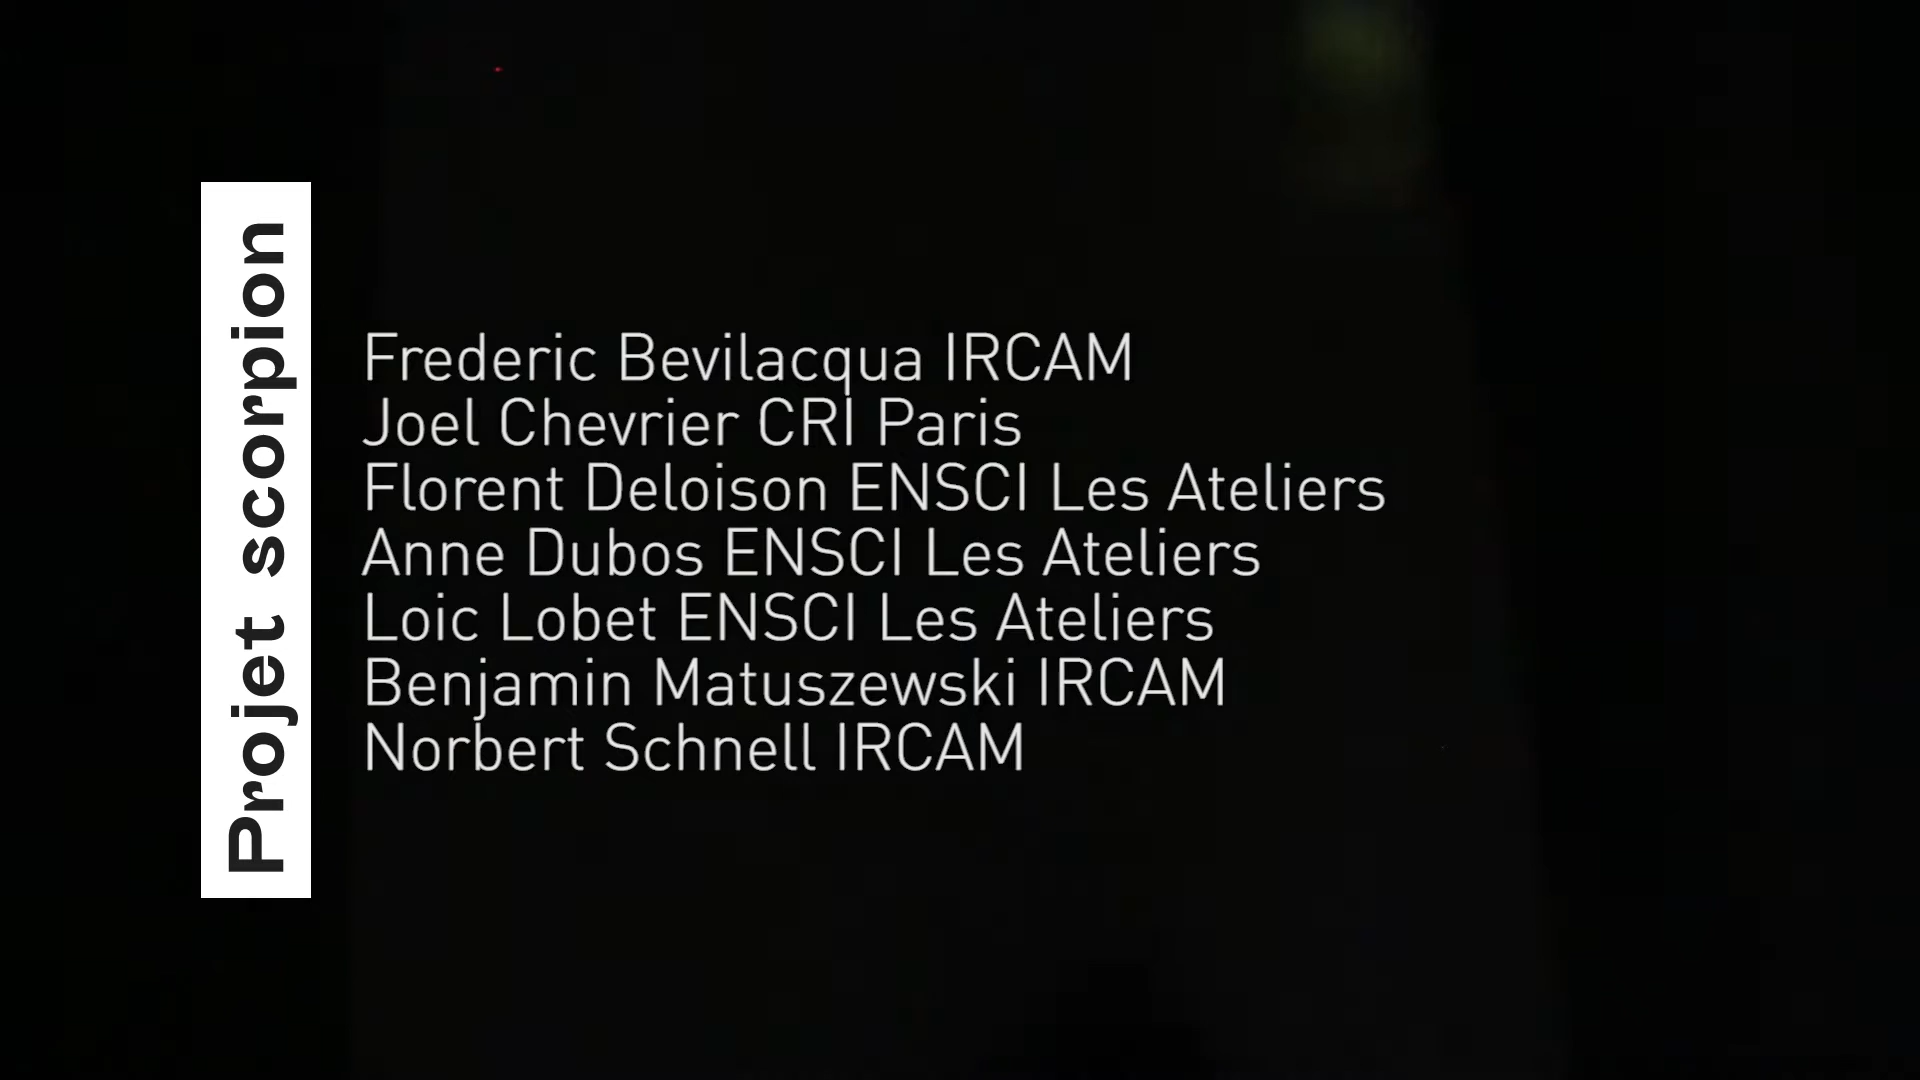 Projet scorpion
Frederic Bevilacqua IRCAM
Joel Chevrier CRI Paris
Florent Deloison ENSCI Les Ateliers
Anne Dubos ENSCI Les Ateliers
Loic Lobet ENSCI Les Ateliers
Benjamin Matuszewski IRCAM
Norbert Schnell IRCAM